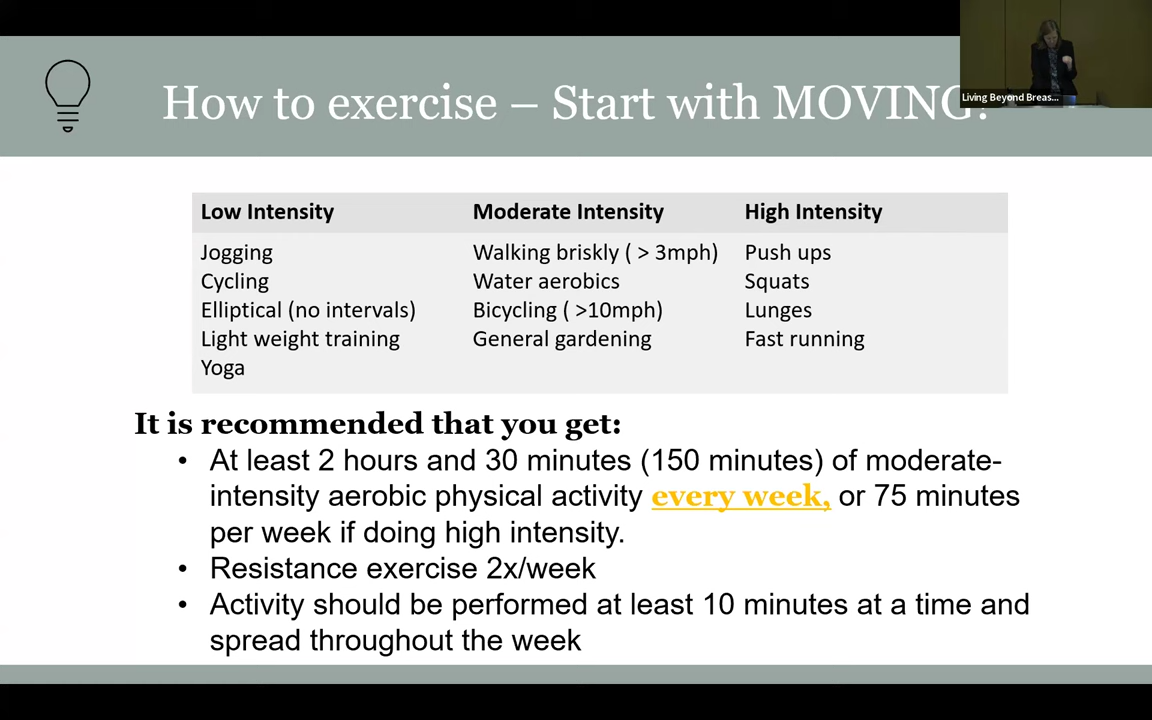 How to exercise – Start with MOVING!
Living Beyond Breas...
Low Intensity Moderate Intensity High Intensity
Jogging Walking briskly ( > 3mph) Push ups
Cycling Water aerobics Squats
Elliptical (no intervals) Bicycling ( >10mph) Lunges
Light weight training General gardening Fast running
Yoga
It is recommended that you get:
• At least 2 hours and 30 minutes (150 minutes) of moderate-
intensity aerobic physical activity every week, or 75 minutes
per week if doing high intensity.
• Resistance exercise 2x/week
• Activity should be performed at least 10 minutes at a time and
spread throughout the week